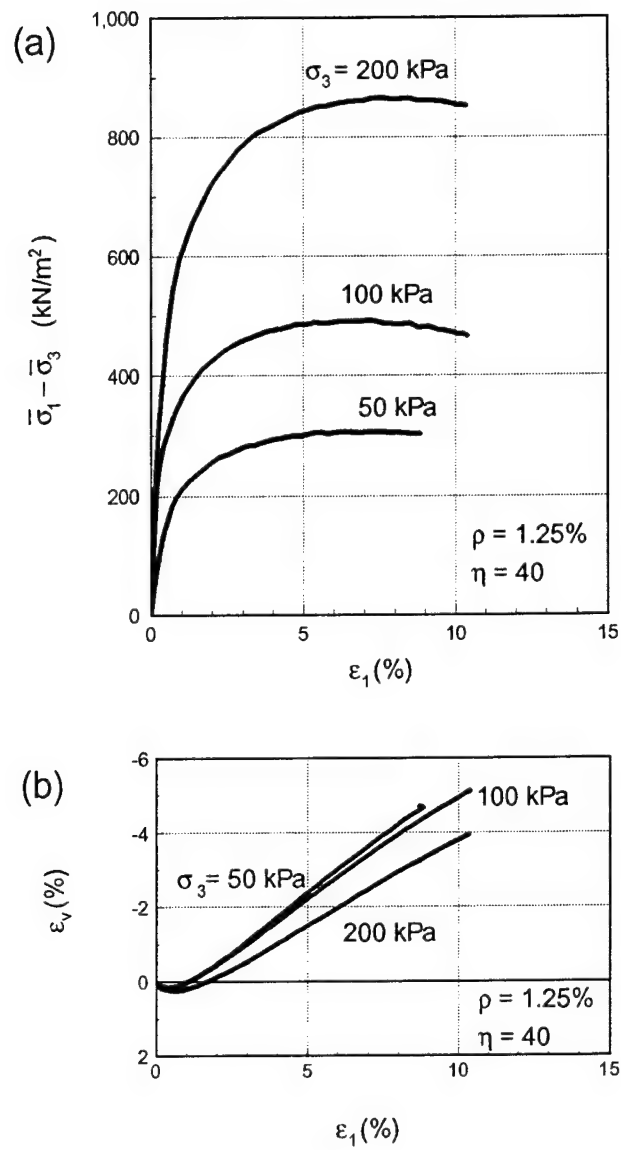 (a)
1,000
800
600
400
200
0
σ̅₁ − σ̅₃ (kN/m²)
σ₃ = 200 kPa
100 kPa
50 kPa
ρ = 1.25%
η = 40
0 5 10 15
ε₁(%)
(b)
-6
-4
-2
0
2
εᵥ(%)
100 kPa
σ₃= 50 kPa
200 kPa
ρ = 1.25%
η = 40
0 5 10 15
ε₁(%)